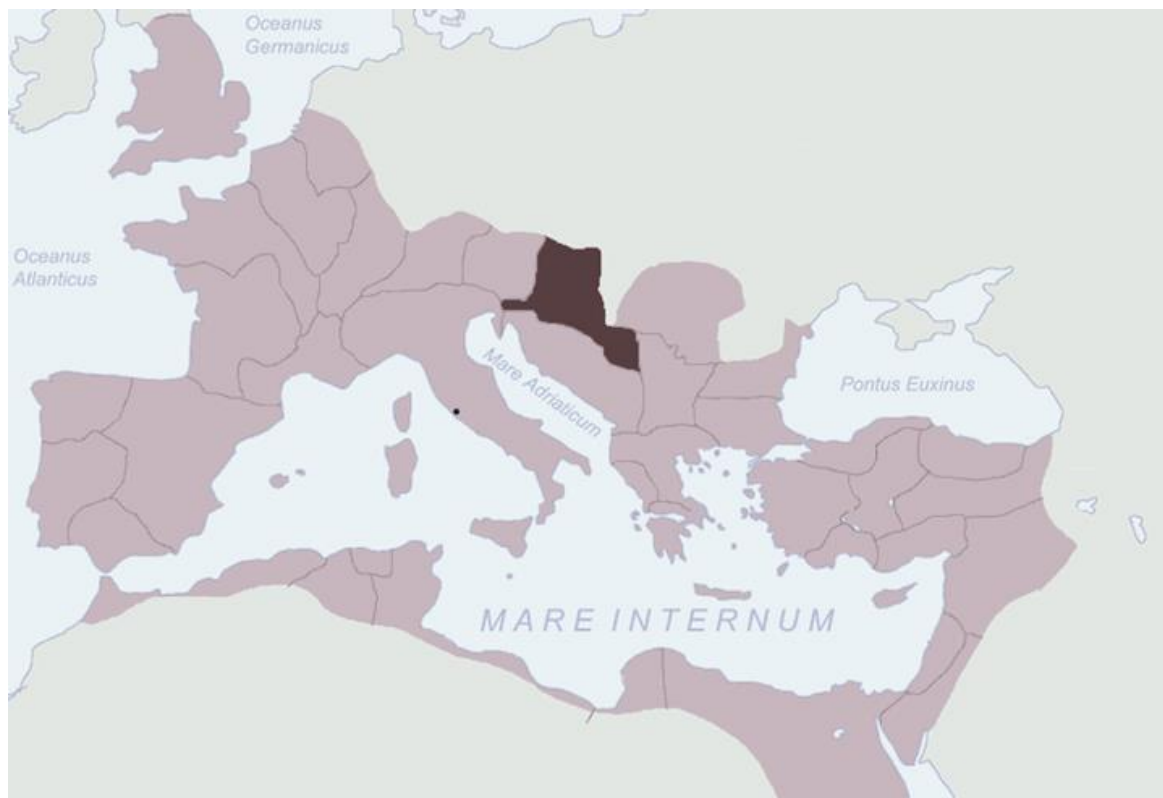 Oceanus
Germanicus
Oceanus
Atlanticus
Mare Adriaticum
Pontus Euxinus
MARE INTERNUM